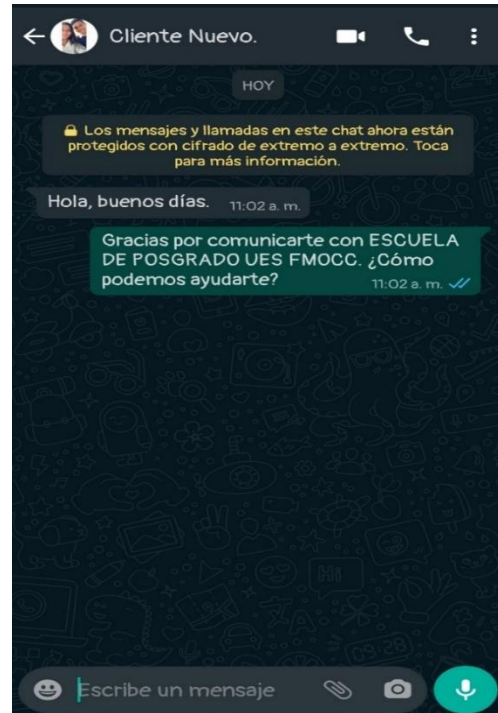 Cliente Nuevo.
HOY
Los mensajes y llamadas en este chat ahora están
protegidos con cifrado de extremo a extremo. Toca
para más información.
Hola, buenos días. 11:02 a. m.
Gracias por comunicarte con ESCUELA
DE POSGRADO UES FMOCC. ¿Cómo
podemos ayudarte? 11:02 a. m.
Hi
Escribe un mensaje